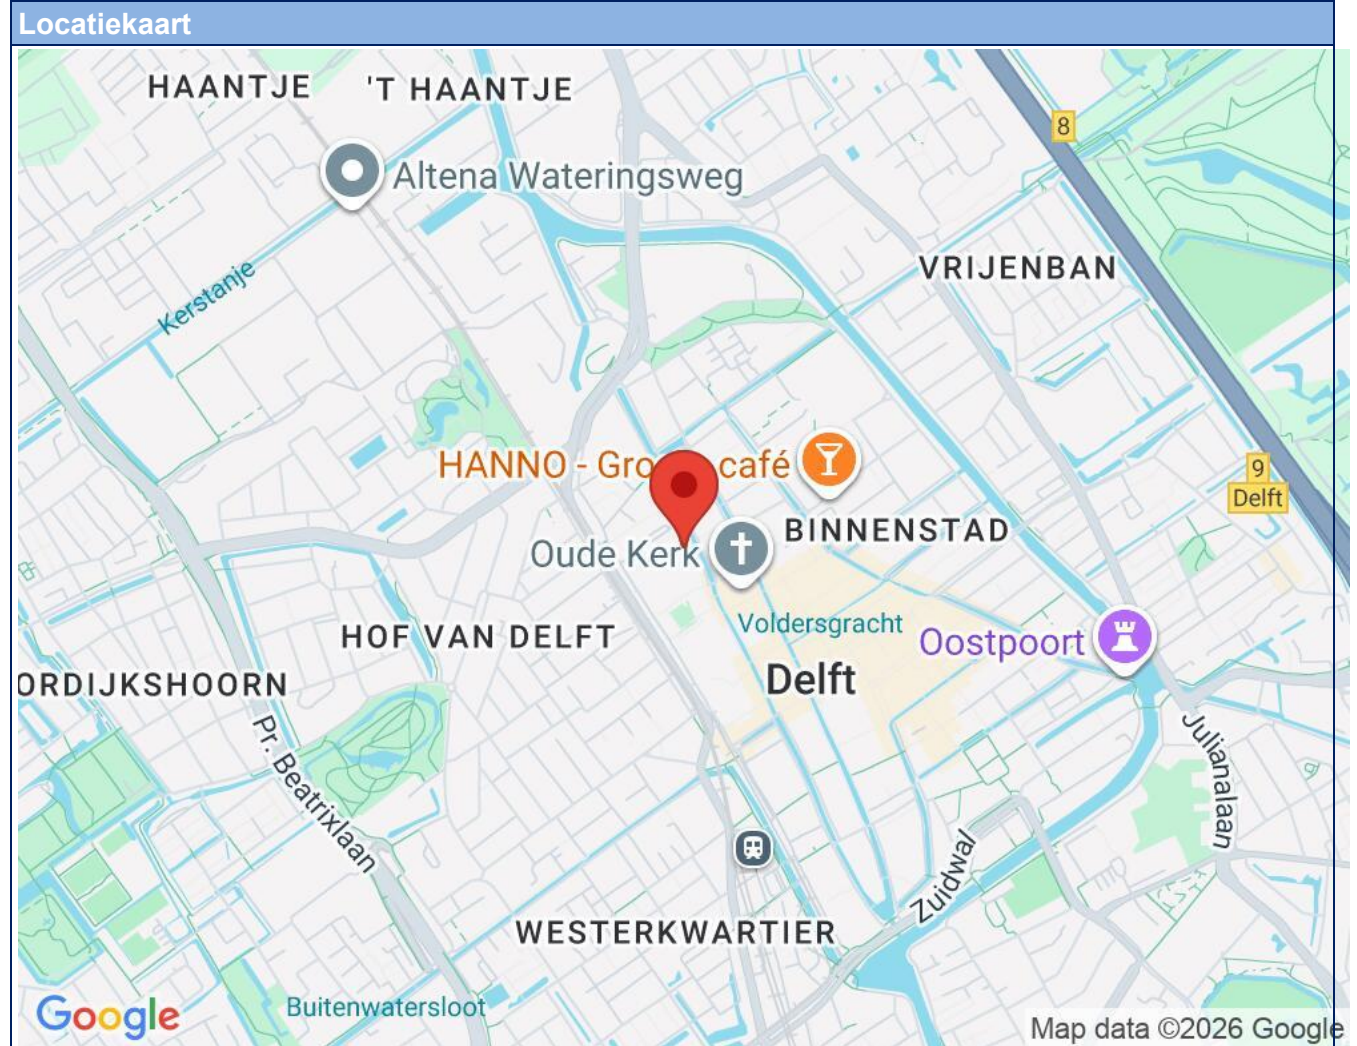 Locatiekaart
HAANTJE
'T HAANTJE
8
Altena Wateringsweg
VRIJENBAN
Kerstanje
HANNO - Gro café
9
Delft
BINNENSTAD
Oude Kerk
Voldersgracht
HOF VAN DELFT
Oostpoort
Delft
ORDIJKSHOORN
Pr. Beatrixlaan
Julianalaan
Zuidwal
WESTERKWARTIER
Buitenwatersloot
Google
Map data ©2026 Google